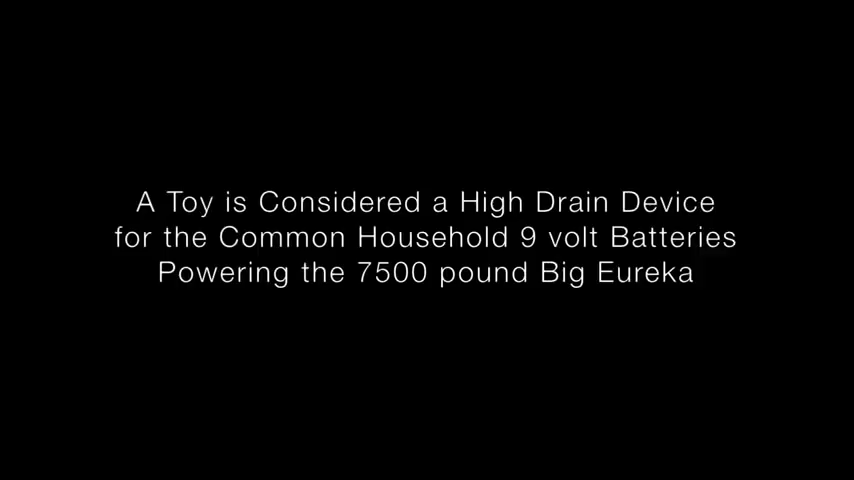 A Toy is Considered a High Drain Device
for the Common Household 9 volt Batteries
Powering the 7500 pound Big Eureka